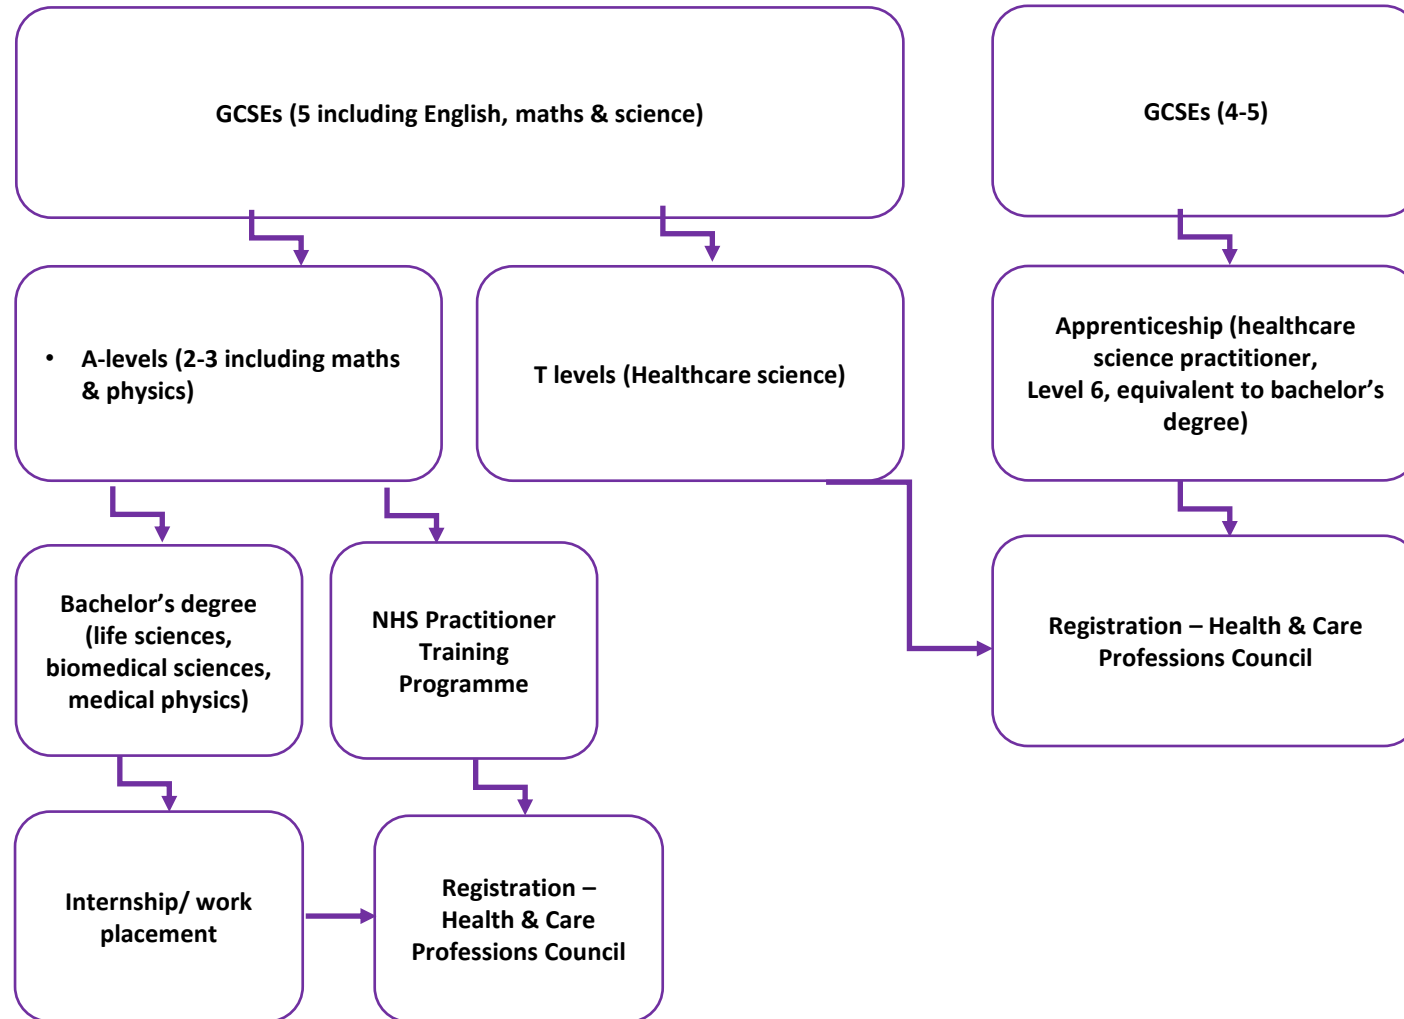 GCSEs (5 including English, maths & science)
GCSEs (4-5)
• A-levels (2-3 including maths
& physics)
T levels (Healthcare science)
Apprenticeship (healthcare
science practitioner,
Level 6, equivalent to bachelor’s
degree)
Bachelor’s degree
(life sciences,
biomedical sciences,
medical physics)
NHS Practitioner
Training
Programme
Registration – Health & Care
Professions Council
Internship/ work
placement
Registration –
Health & Care
Professions Council